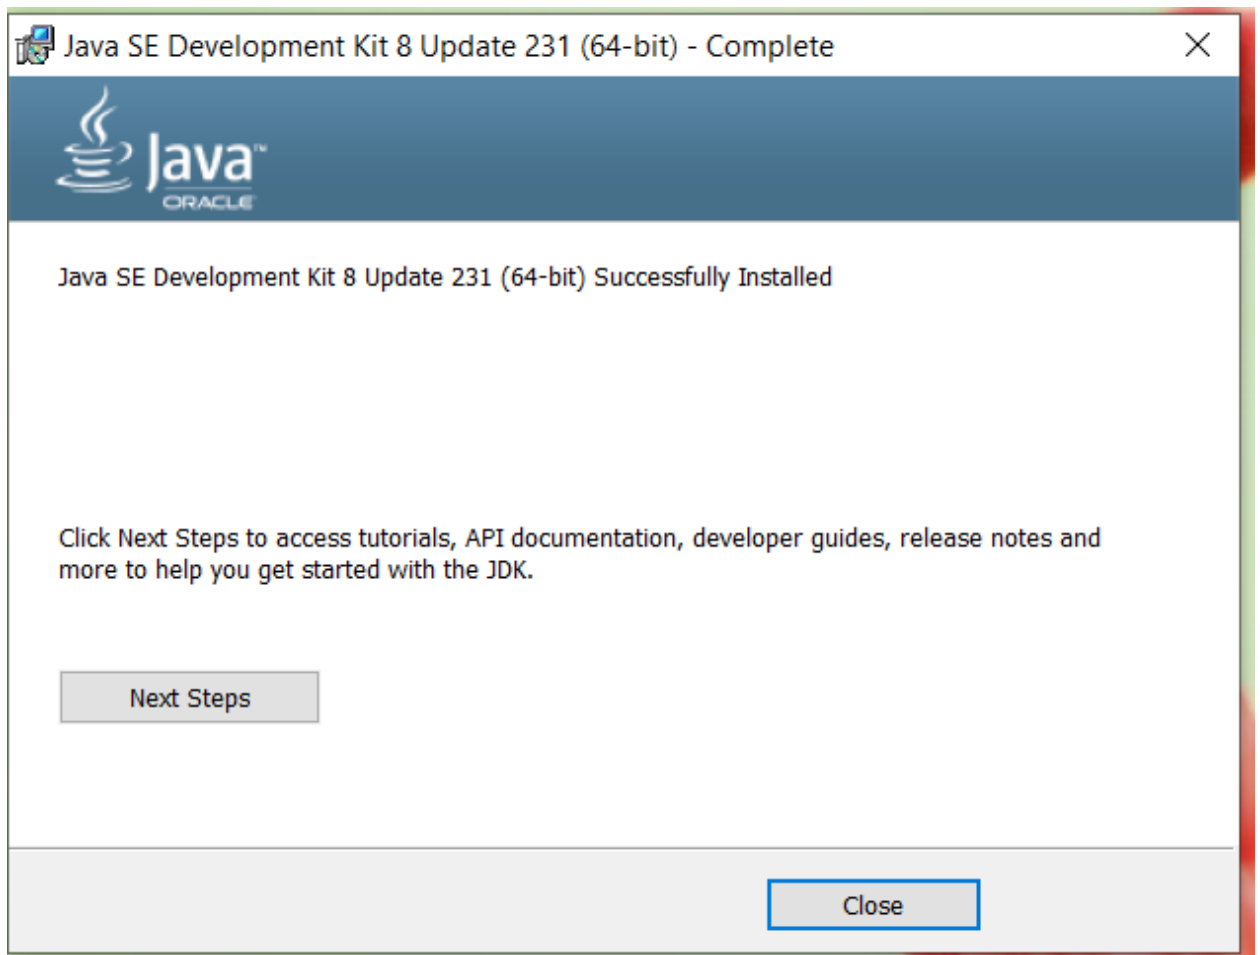 Java SE Development Kit 8 Update 231 (64-bit) - Complete
Java™
ORACLE
Java SE Development Kit 8 Update 231 (64-bit) Successfully Installed
Click Next Steps to access tutorials, API documentation, developer guides, release notes and
more to help you get started with the JDK.
Next Steps
Close